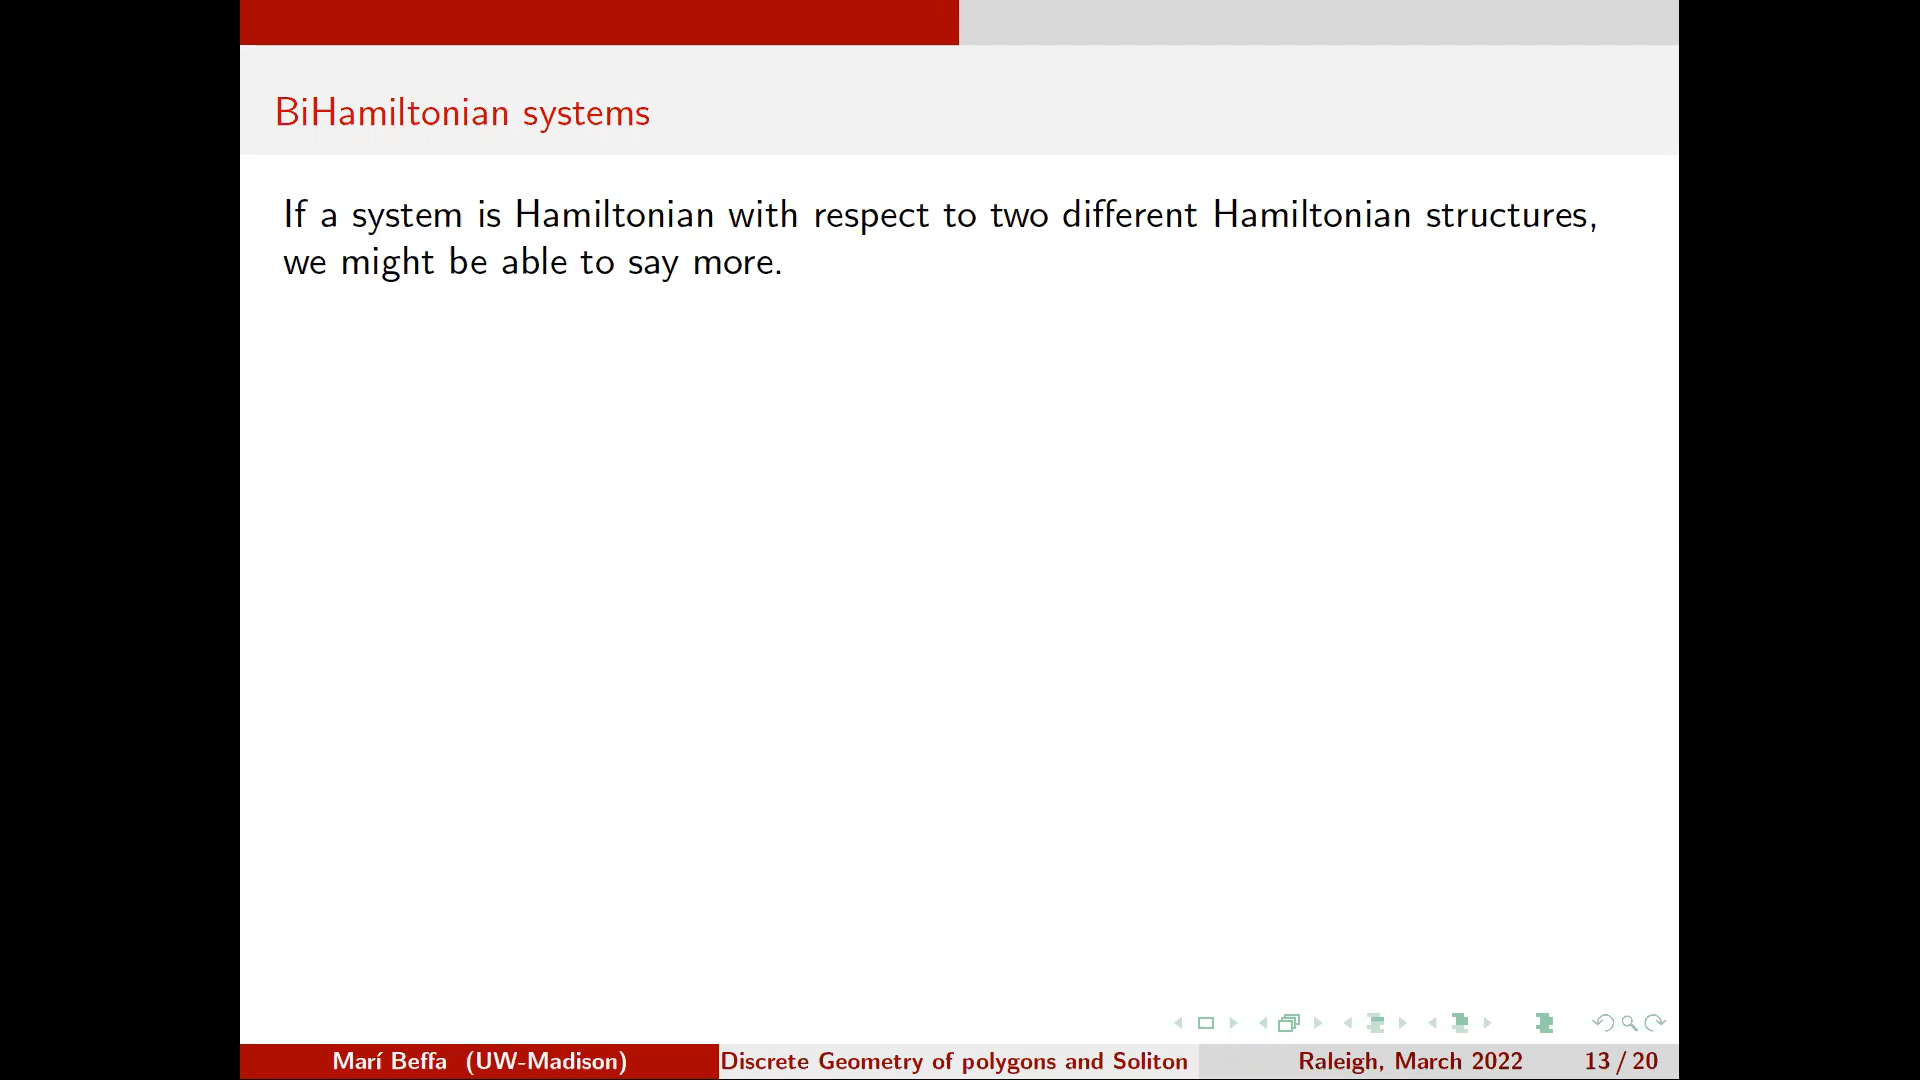 BiHamiltonian systems
If a system is Hamiltonian with respect to two different Hamiltonian structures,
we might be able to say more.
Marí Beffa (UW-Madison)
Discrete Geometry of polygons and Soliton
Raleigh, March 2022
13 / 20